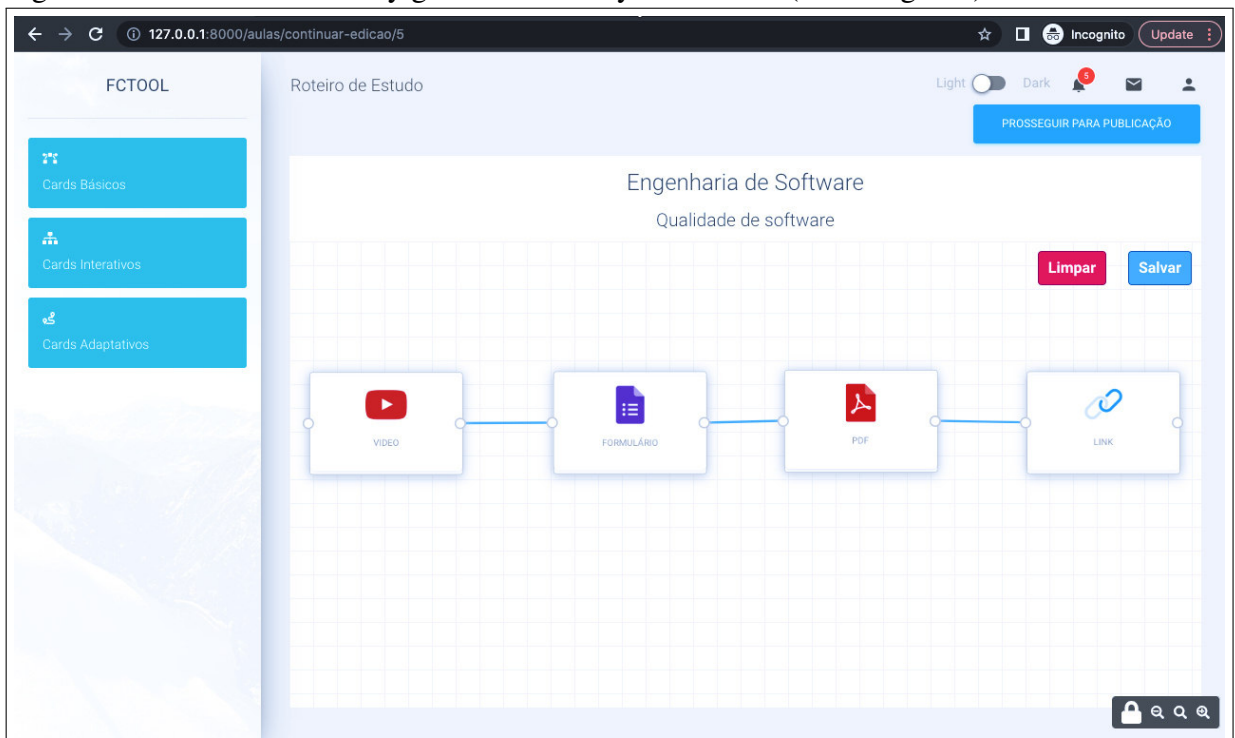 127.0.0.1:8000/aulas/continuar-edicao/5
Incognito
Update
FCTOOL
Roteiro de Estudo
Light
Dark
5
PROSSEGUIR PARA PUBLICAÇÃO
Cards Básicos
Cards Interativos
Cards Adaptativos
Engenharia de Software
Qualidade de software
Limpar
Salvar
VIDEO
FORMULÁRIO
PDF
LINK